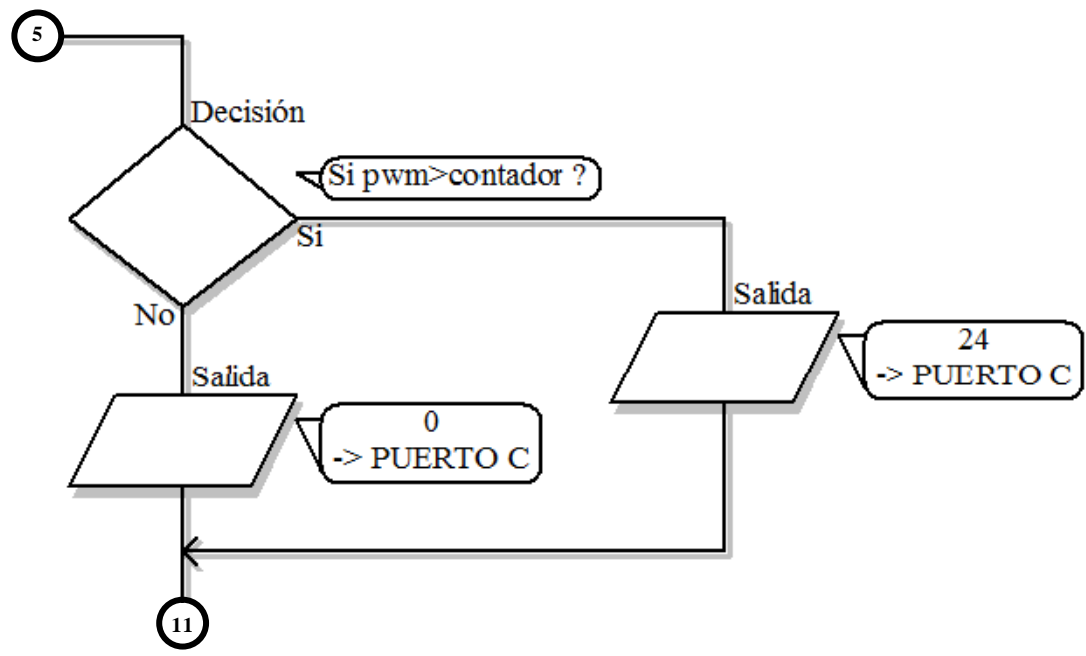 5
Decisión
Si pwm>contador ?
Si
No
Salida
24
-> PUERTO C
Salida
0
-> PUERTO C
11